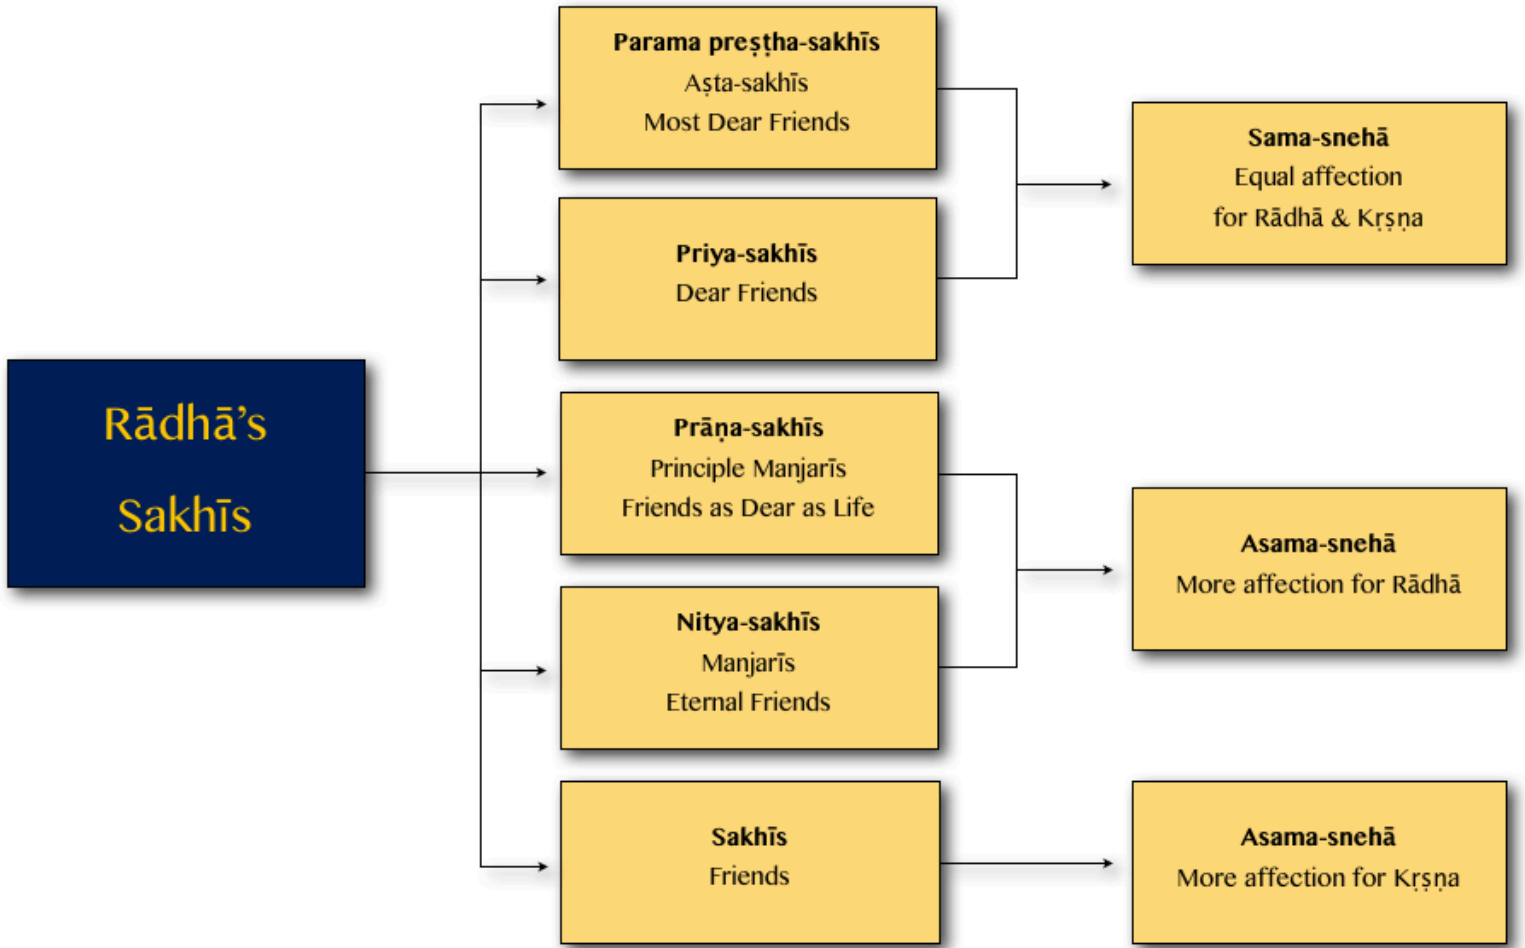 Rādhā’s
Sakhīs
Parama preṣṭha-sakhīs
Aṣta-sakhīs
Most Dear Friends
Priya-sakhīs
Dear Friends
Prāṇa-sakhīs
Principle Manjarīs
Friends as Dear as Life
Nitya-sakhīs
Manjarīs
Eternal Friends
Sakhīs
Friends
Sama-snehā
Equal affection
for Rādhā & Kṛṣṇa
Asama-snehā
More affection for Rādhā
Asama-snehā
More affection for Kṛṣṇa